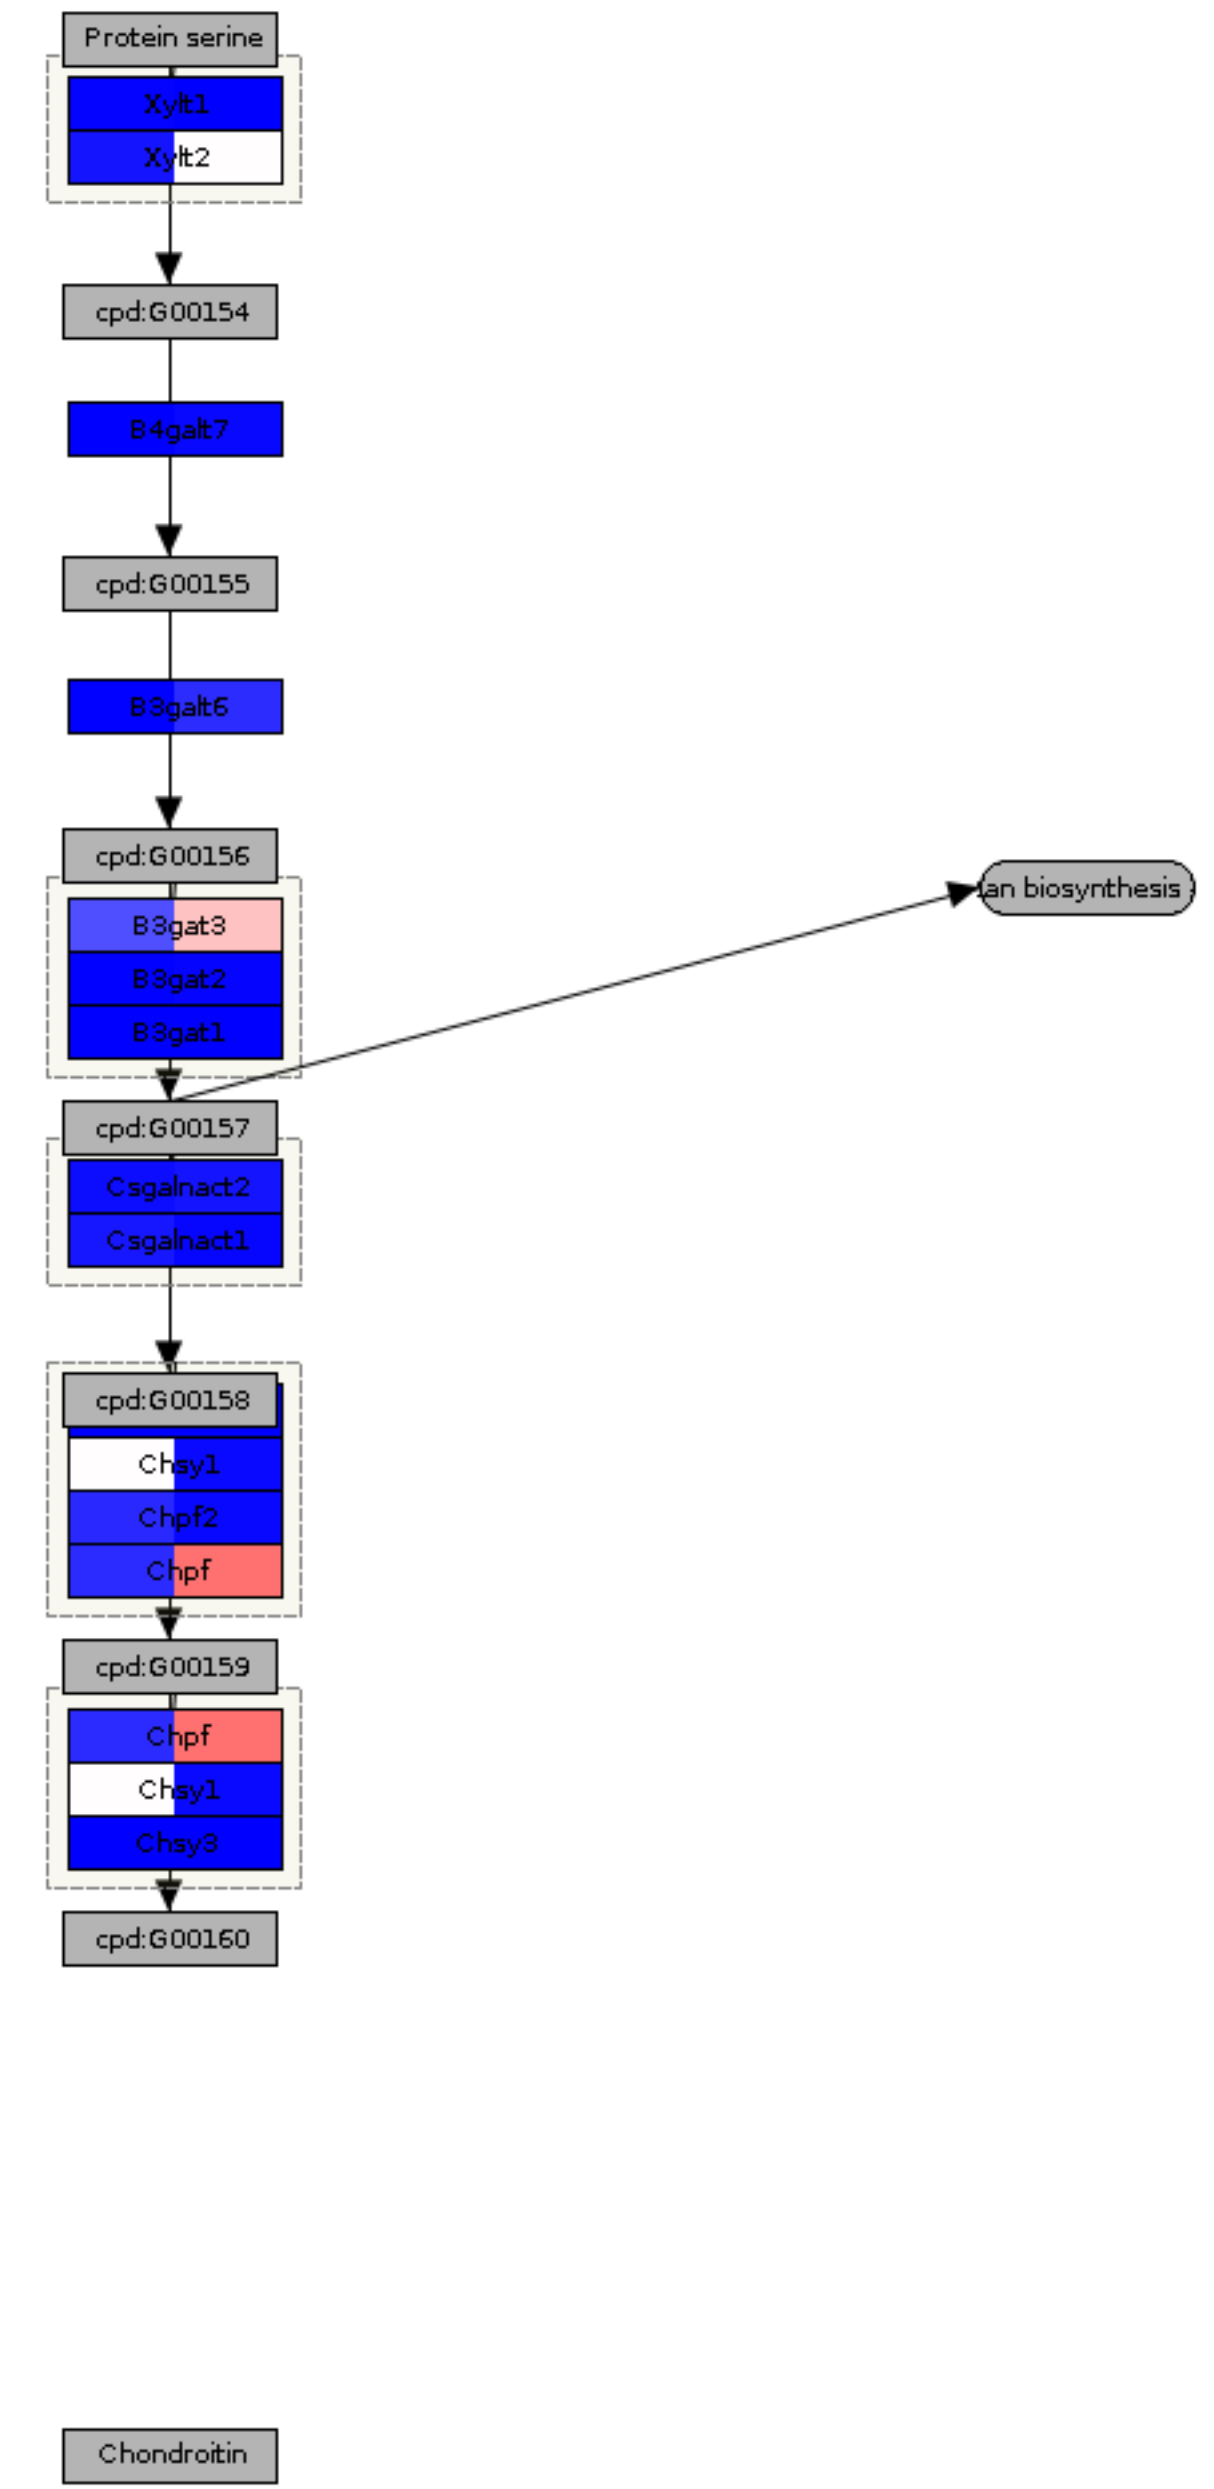 Protein serine
Xylt1
Xylt2
cpd:G00154
B4galt7
cpd:G00155
B3galt6
cpd:G00156
an biosynthesis
B3gat3
B3gat2
B3gat1
cpd:G00157
Csgalnact2
Csgalnact1
cpd:G00158
Chsy1
Chpf2
Chpf
cpd:G00159
Chpf
Chsy1
Chsy3
cpd:G00160
Chondroitin